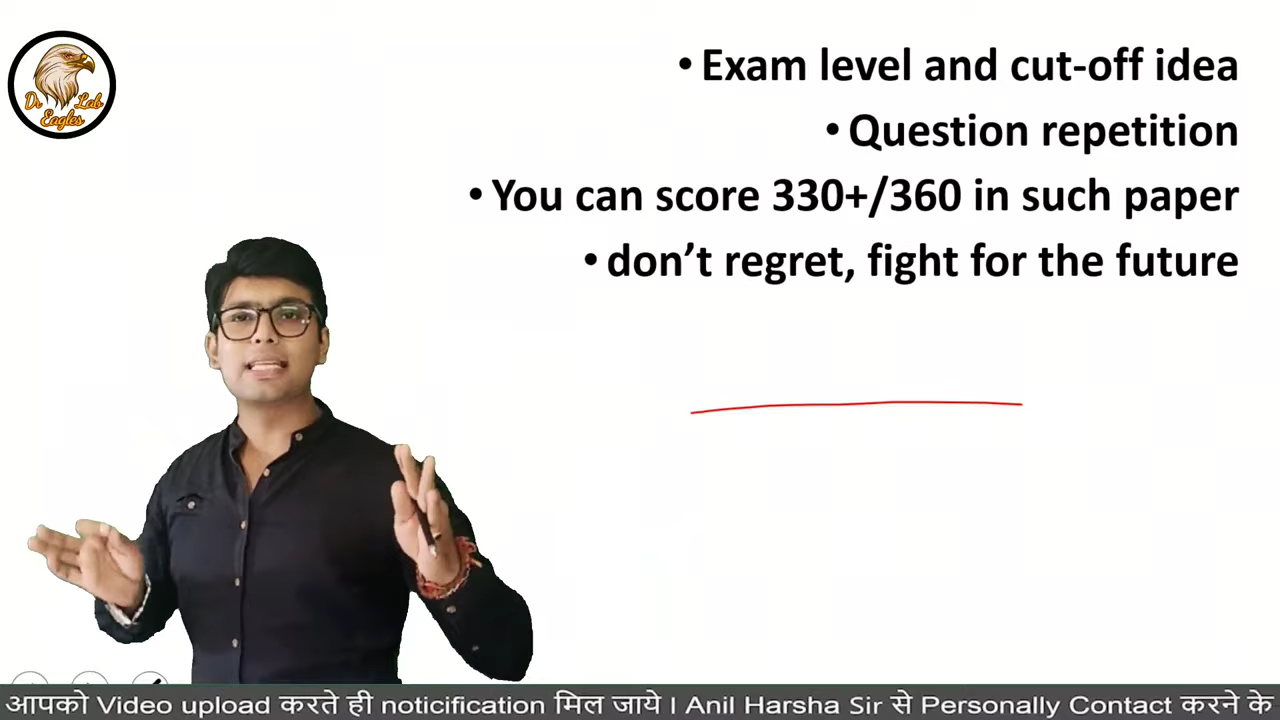 Dr Lab
Eagles
• Exam level and cut-off idea
• Question repetition
• You can score 330+/360 in such paper
• don’t regret, fight for the future
आपको Video upload करते ही noticification मिल जाये I Anil Harsha Sir से Personally Contact करने के